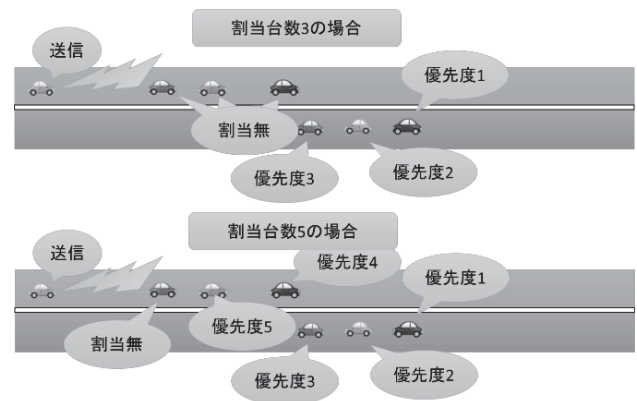 割当台数3の場合
送信
優先度1
割当無
優先度3
優先度2
割当台数5の場合
送信
優先度4
優先度1
優先度5
割当無
優先度3
優先度2